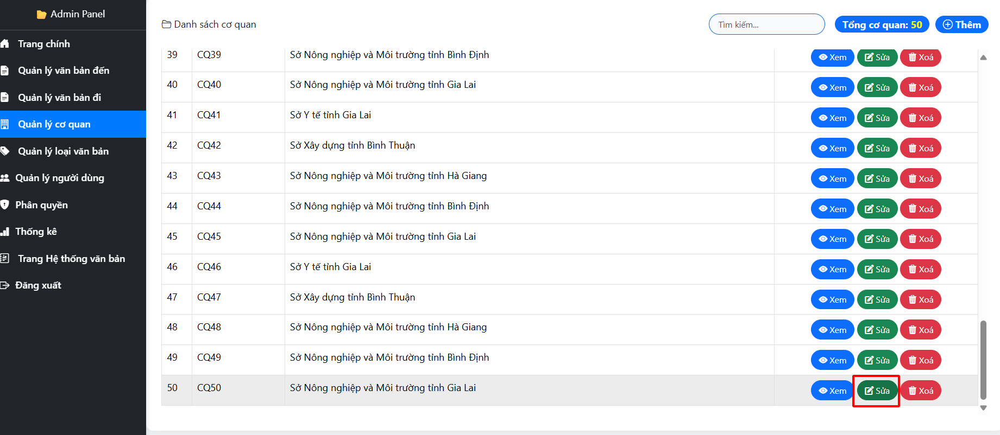 Admin Panel
Trang chính
Quản lý văn bản đến
Quản lý văn bản đi
Quản lý cơ quan
Quản lý loại văn bản
Quản lý người dùng
Phân quyền
Thống kê
Trang Hệ thống văn bản
Đăng xuất
Danh sách cơ quan
Tìm kiếm...
Tổng cơ quan: 50
Thêm
39 CQ39 Sở Nông nghiệp và Môi trường tỉnh Bình Định Xem Sửa Xoá
40 CQ40 Sở Nông nghiệp và Môi trường tỉnh Gia Lai Xem Sửa Xoá
41 CQ41 Sở Y tế tỉnh Gia Lai Xem Sửa Xoá
42 CQ42 Sở Xây dựng tỉnh Bình Thuận Xem Sửa Xoá
43 CQ43 Sở Nông nghiệp và Môi trường tỉnh Hà Giang Xem Sửa Xoá
44 CQ44 Sở Nông nghiệp và Môi trường tỉnh Bình Định Xem Sửa Xoá
45 CQ45 Sở Nông nghiệp và Môi trường tỉnh Gia Lai Xem Sửa Xoá
46 CQ46 Sở Y tế tỉnh Gia Lai Xem Sửa Xoá
47 CQ47 Sở Xây dựng tỉnh Bình Thuận Xem Sửa Xoá
48 CQ48 Sở Nông nghiệp và Môi trường tỉnh Hà Giang Xem Sửa Xoá
49 CQ49 Sở Nông nghiệp và Môi trường tỉnh Bình Định Xem Sửa Xoá
50 CQ50 Sở Nông nghiệp và Môi trường tỉnh Gia Lai Xem Sửa Xoá